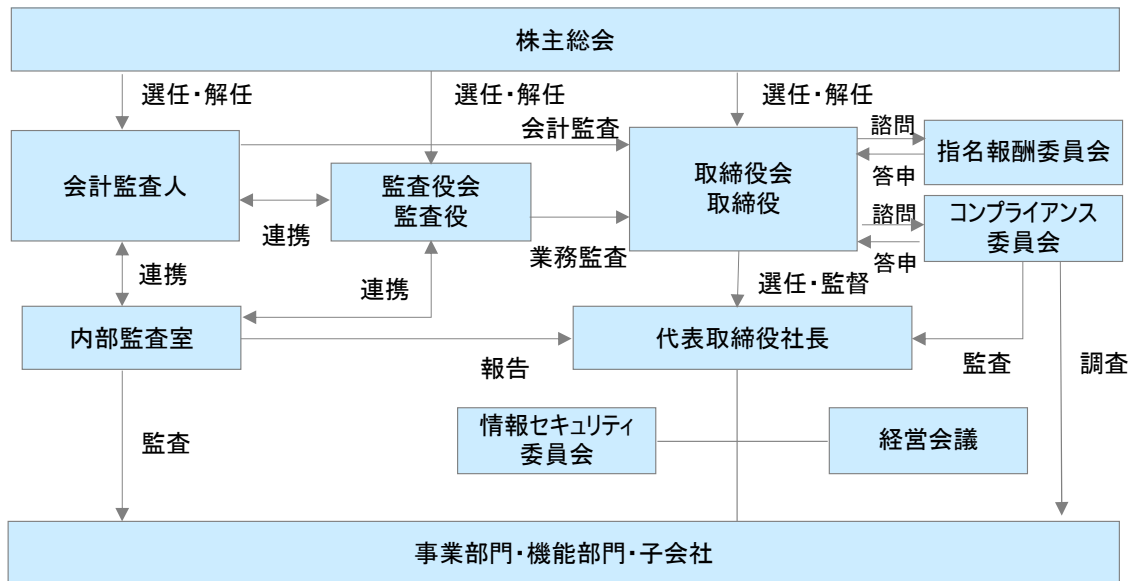 株主総会
選任・解任
選任・解任
選任・解任
会計監査
諮問
会計監査人
監査役会
監査役
取締役会
取締役
指名報酬委員会
答申
諮問
コンプライアンス
委員会
連携
業務監査
答申
連携
連携
選任・監督
内部監査室
代表取締役社長
報告
監査
調査
情報セキュリティ
委員会
経営会議
監査
事業部門・機能部門・子会社